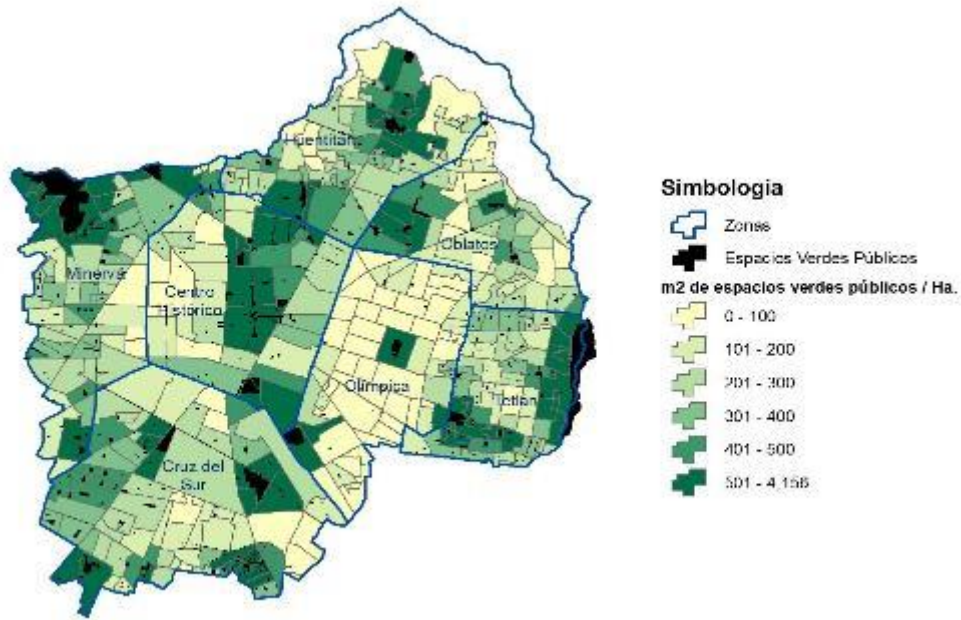 Huentitán
Oblatos
Minerva
Centro
Historico
Olímpica
Tetlán
Cruz del
Sur
Simbologia
Zonas
Espacios Verdes Públicos
m2 de espacios verdes públicos / Ha.
0 - 100
101 - 200
201 - 300
301 - 400
401 - 500
501 - 4,156